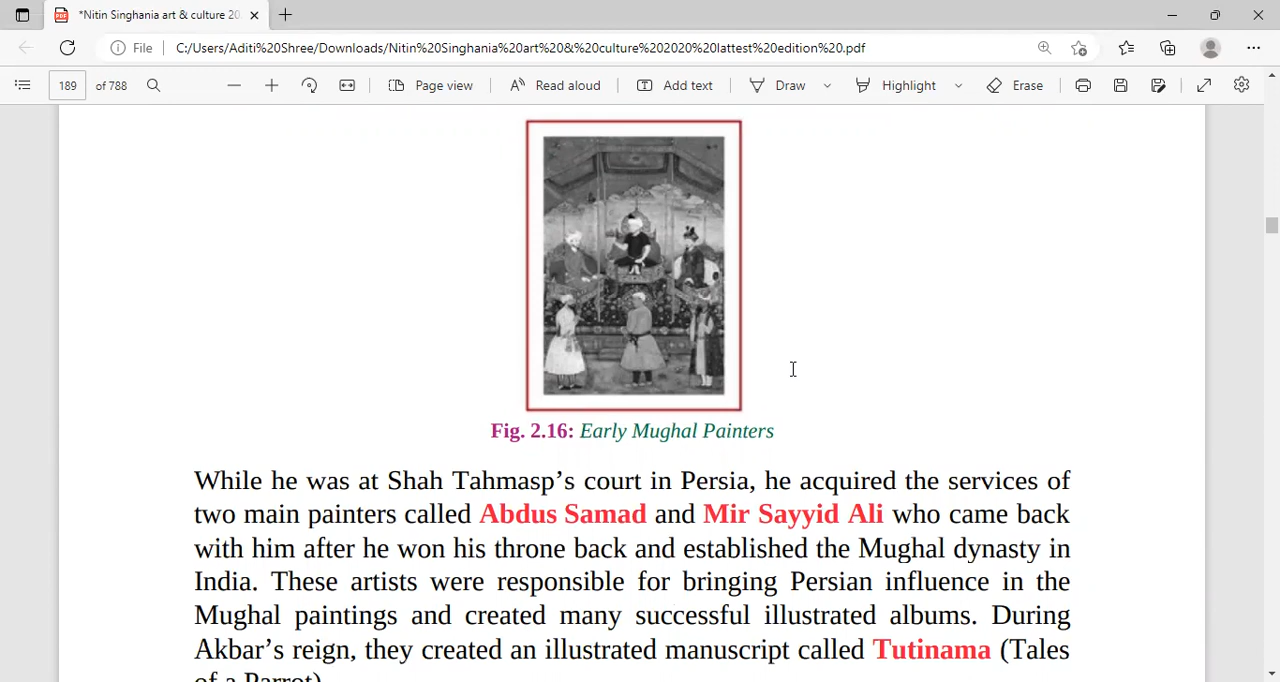 *Nitin Singhania art & culture 20
File C:/Users/Aditi%20Shree/Downloads/Nitin%20Singhania%20art%20&%20culture%202020%20lattest%20edition%20.pdf
189 of 788 Page view Read aloud Add text Draw Highlight Erase
Fig. 2.16: Early Mughal Painters
While he was at Shah Tahmasp’s court in Persia, he acquired the services of
two main painters called Abdus Samad and Mir Sayyid Ali who came back
with him after he won his throne back and established the Mughal dynasty in
India. These artists were responsible for bringing Persian influence in the
Mughal paintings and created many successful illustrated albums. During
Akbar’s reign, they created an illustrated manuscript called Tutinama (Tales
of a Parrot)